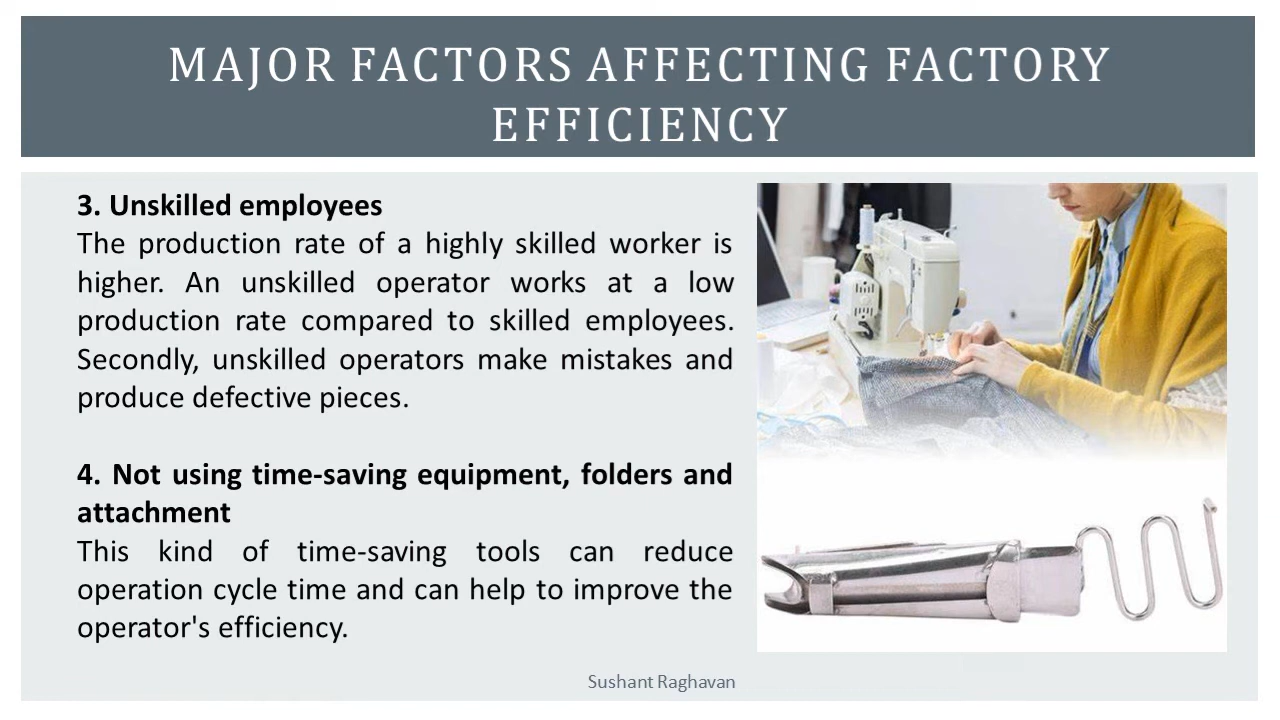 MAJOR FACTORS AFFECTING FACTORY
EFFICIENCY
3. Unskilled employees
The production rate of a highly skilled worker is
higher. An unskilled operator works at a low
production rate compared to skilled employees.
Secondly, unskilled operators make mistakes and
produce defective pieces.
4. Not using time-saving equipment, folders and
attachment
This kind of time-saving tools can reduce
operation cycle time and can help to improve the
operator's efficiency.
Sushant Raghavan